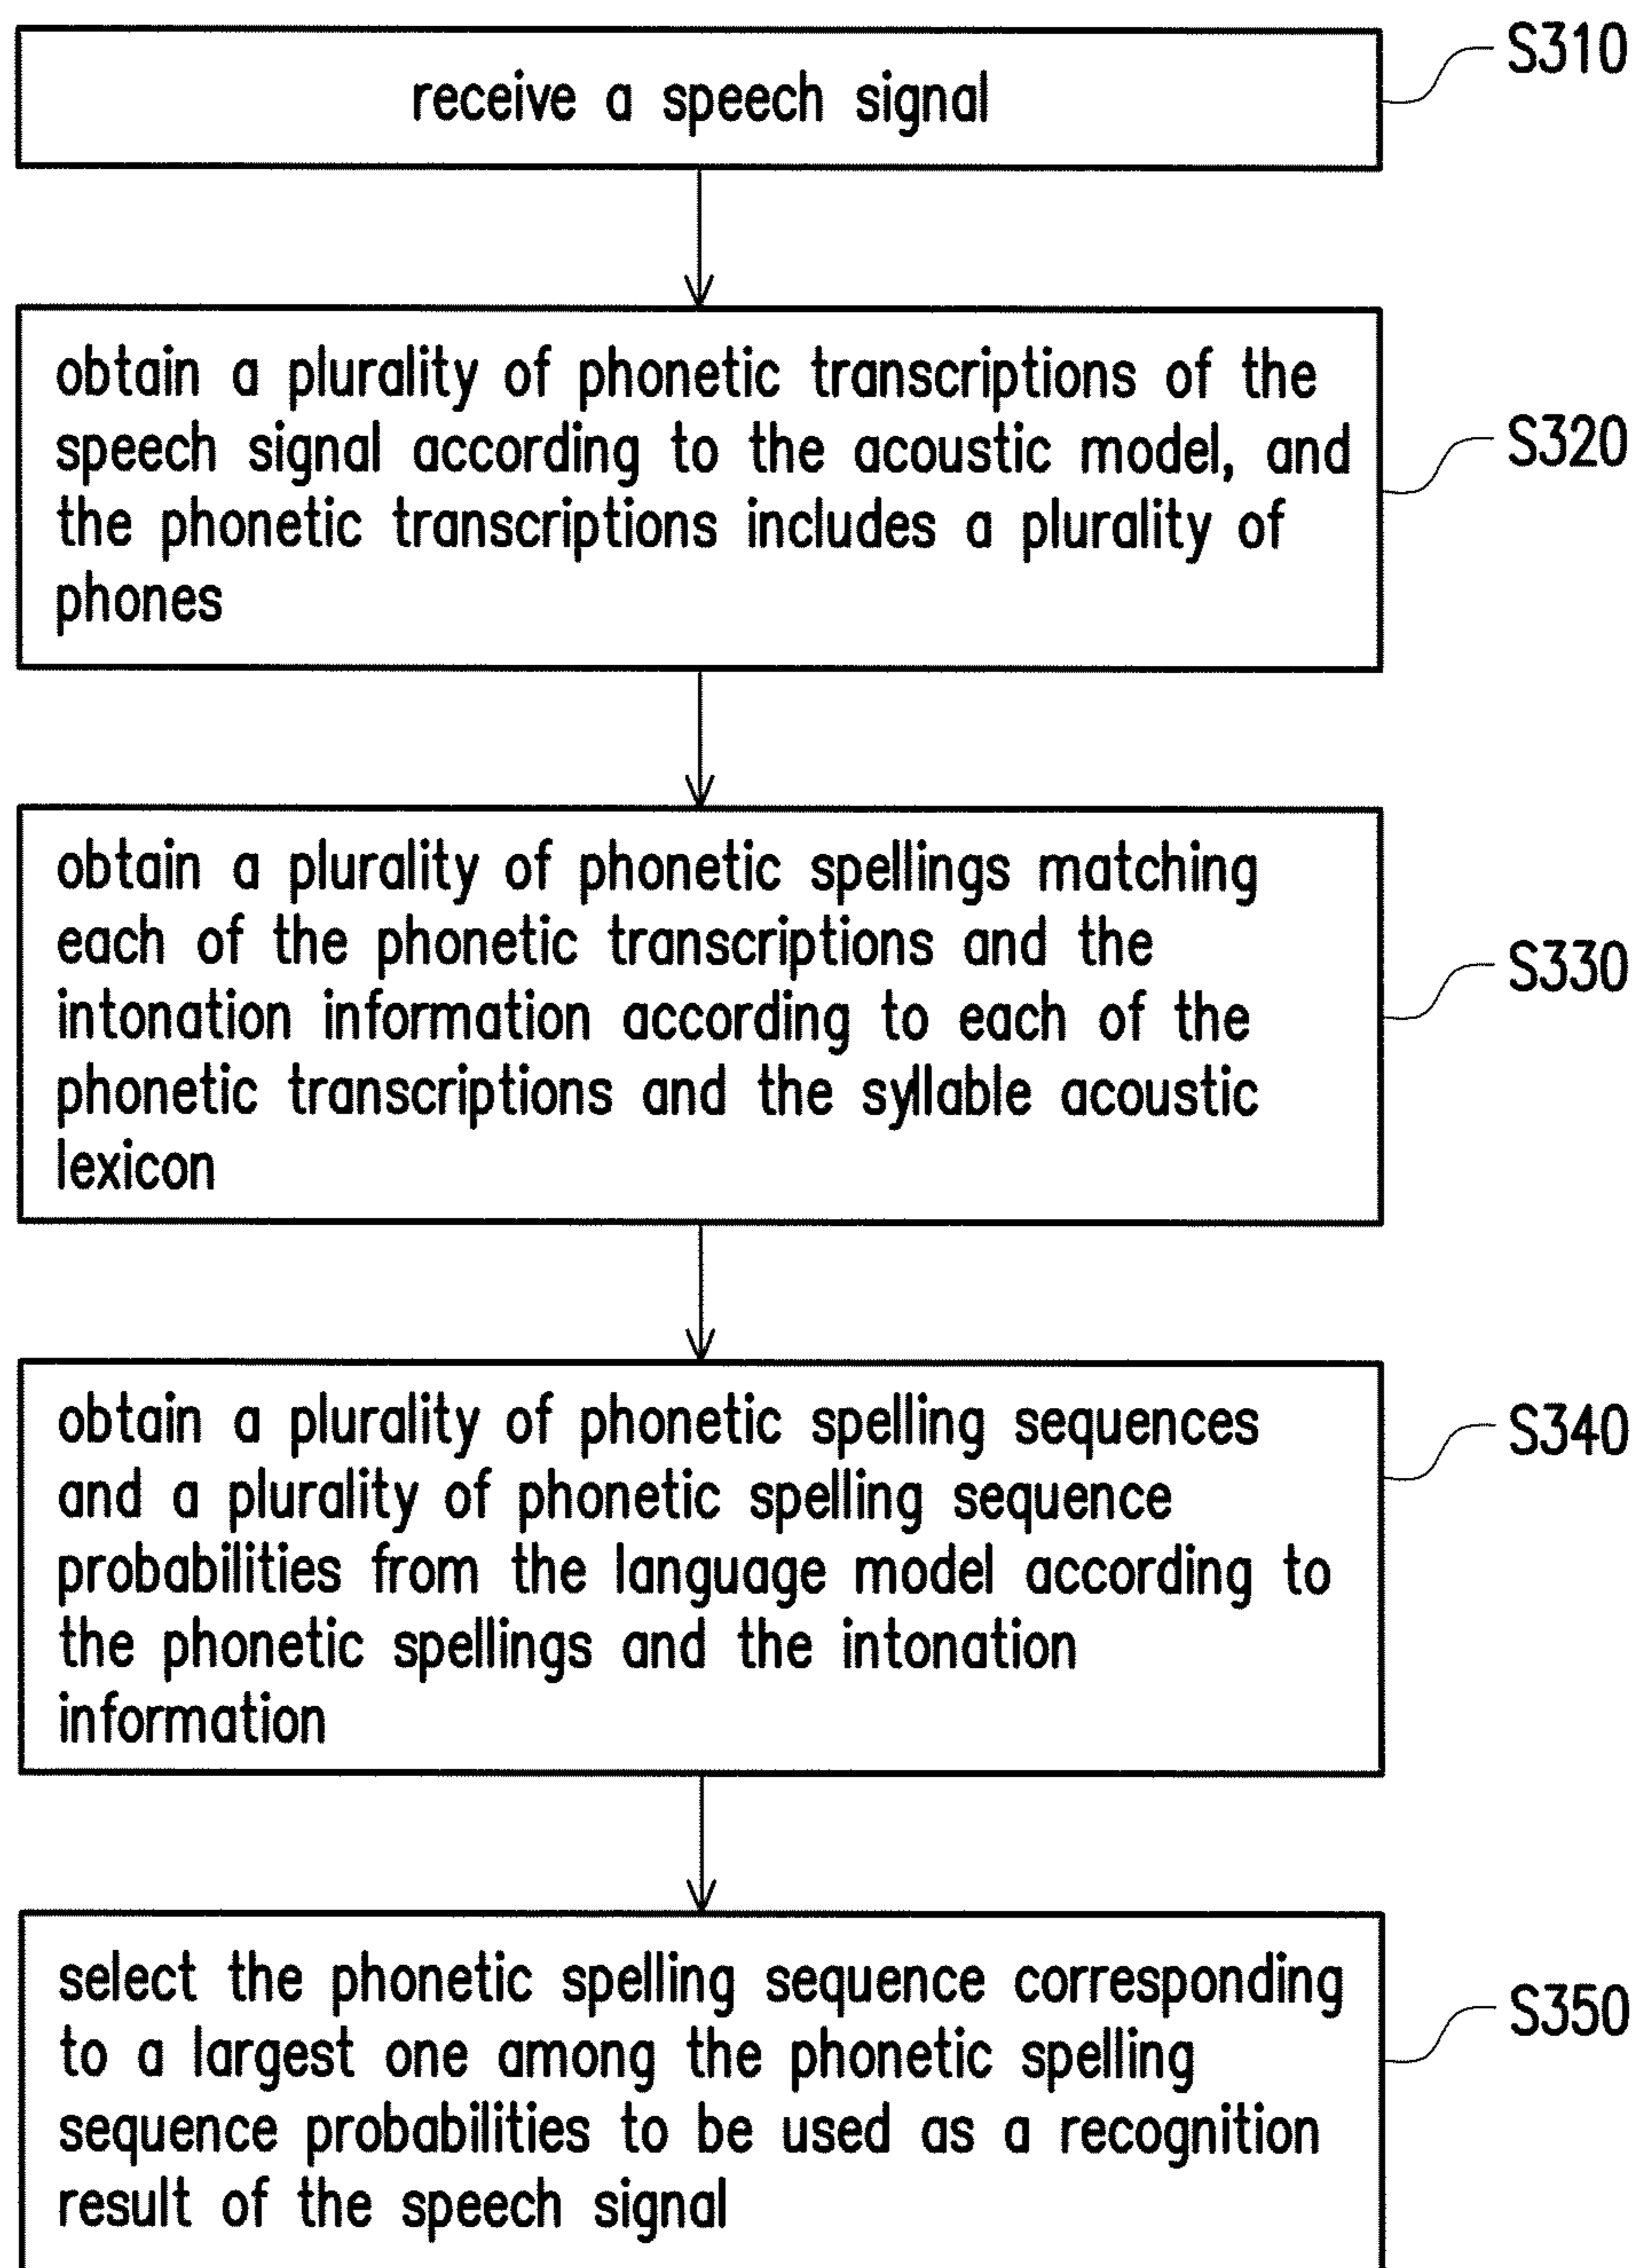 receive a speech signal
S310
obtain a plurality of phonetic transcriptions of the
speech signal according to the acoustic model, and
the phonetic transcriptions includes a plurality of
phones
S320
obtain a plurality of phonetic spellings matching
each of the phonetic transcriptions and the
intonation information according to each of the
phonetic transcriptions and the syllable acoustic
lexicon
S330
obtain a plurality of phonetic spelling sequences
and a plurality of phonetic spelling sequence
probabilities from the language model according to
the phonetic spellings and the intonation
information
S340
select the phonetic spelling sequence corresponding
to a largest one among the phonetic spelling
sequence probabilities to be used as a recognition
result of the speech signal
S350